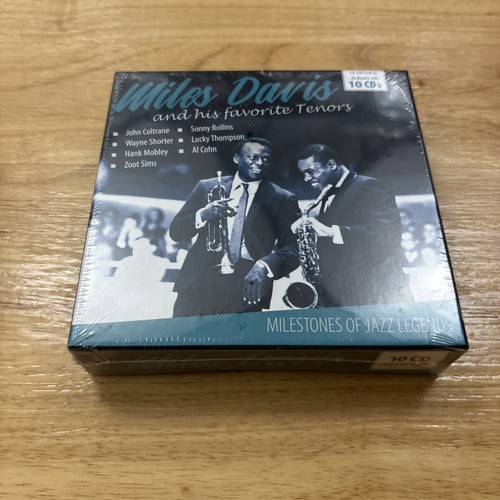 Miles Davis
and his favorite Tenors
John Coltrane
Wayne Shorter
Hank Mobley
Zoot Sims
Sonny Rollins
Lucky Thompson
Al Cohn
10 CDs
MILESTONES OF JAZZ LEGENDS
10 CD